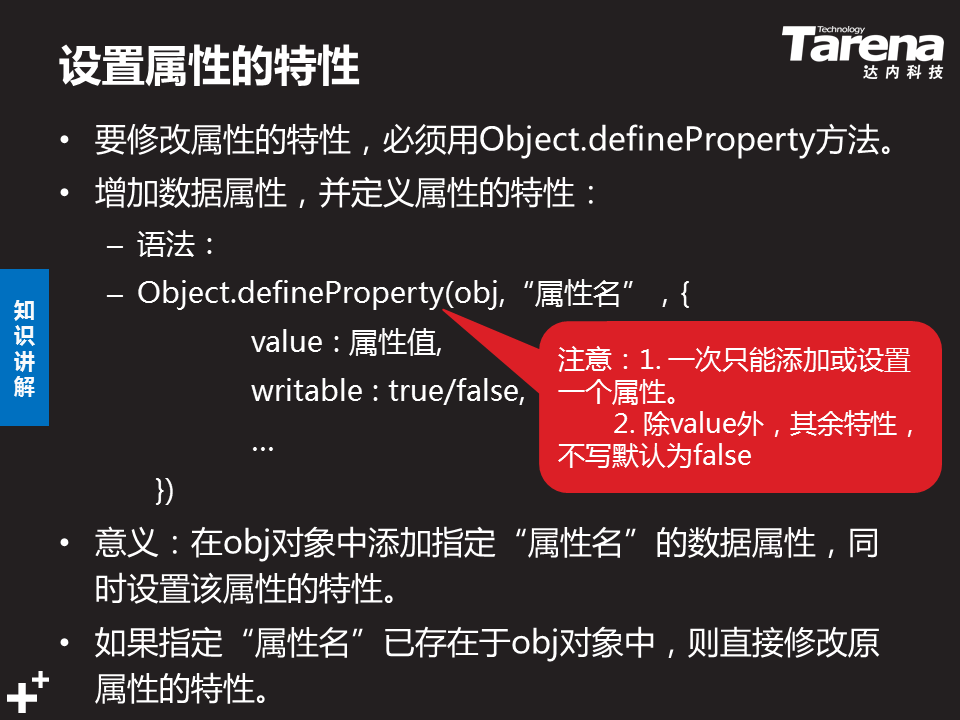 设置属性的特性
Technology
Tarena
达内科技
• 要修改属性的特性，必须用Object.defineProperty方法。
• 增加数据属性，并定义属性的特性：
– 语法：
– Object.defineProperty(obj,“属性名”，{
value : 属性值,
writable : true/false,
…
})
注意：1. 一次只能添加或设置
一个属性。
2. 除value外，其余特性，
不写默认为false
• 意义：在obj对象中添加指定“属性名”的数据属性，同
时设置该属性的特性。
• 如果指定“属性名”已存在于obj对象中，则直接修改原
属性的特性。
知
识
讲
解